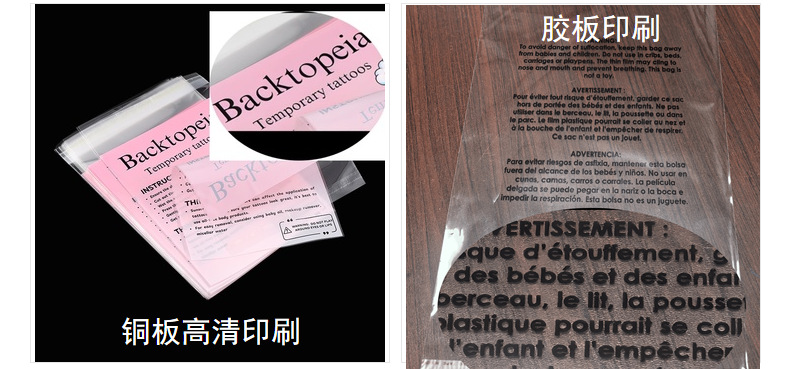 Backtopeia
Temporary tattoos
Backtopei
Temporary tattoos
INSTRUC
铜板高清印刷
胶板印刷
To avoid danger of suffocation, keep this bag away
from babies and children. Do not use in cribs, beds,
carriages or playpens. The thin film may cling to
nose and mouth and prevent breathing. This bag is
not a toy.
AVERTISSEMENT :
Pour éviter tout risque d'étouffement, garder ce sac
hors de portée des bébés et des enfants. Ne pas
utiliser dans le berceau, le lit, la poussette ou dans
le parc. Le film plastique pourrait se coller au nez et
à la bouche de l'enfant et l'empêcher de respirer.
Ce sac n'est pas un jouet.
ADVERTENCIA:
Para evitar riesgos de asfixia, mantener esta bolsa
fuera del alcance de los bebés y niños. No usar en
cunas, camas, carros o corrales. La película
delgada se puede pegar en la nariz o la boca e
impedir la respiración. Esta bolsa no es un juguete.
VERTISSEMENT :
sque d'étouffement, g
des bébés et des enfa
berceau, le lit, la pousset
plastique pourrait se coll
l'enfant et l'empêcher